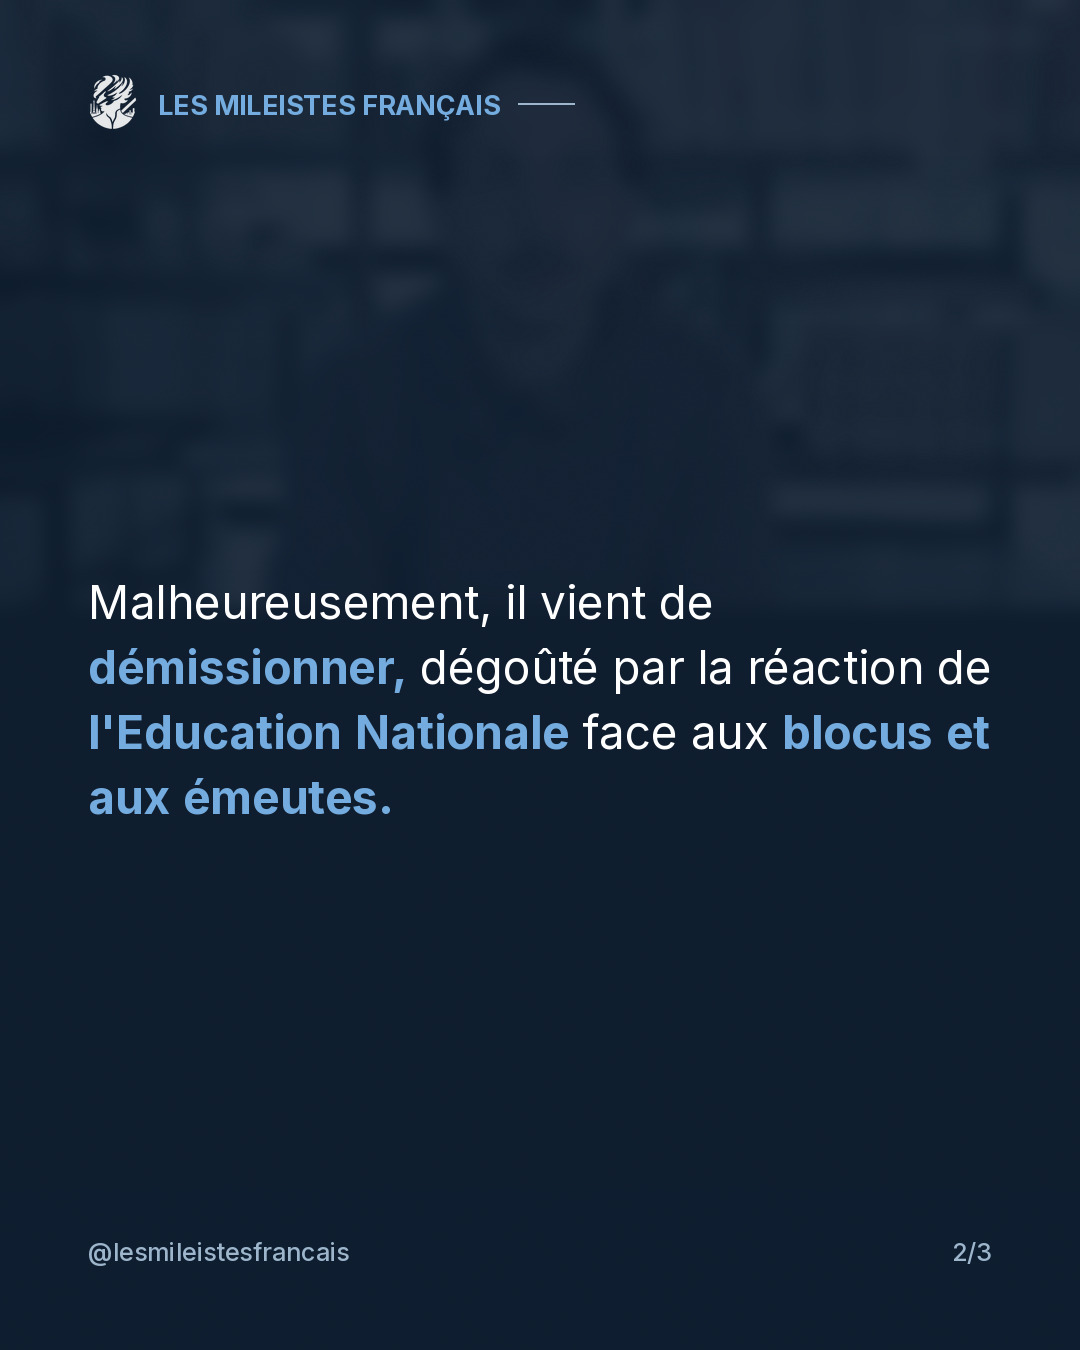 LES MILEISTES FRANÇAIS
Malheureusement, il vient de
démissionner, dégoûté par la réaction de
l'Education Nationale face aux blocus et
aux émeutes.
@lesmileistesfrancais
2/3